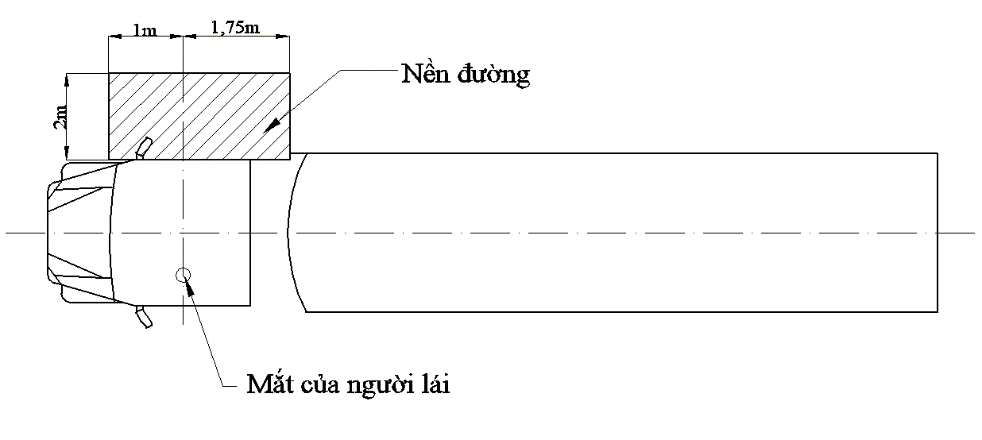 1m
1,75m
Nền đường
2m
Mắt của người lái